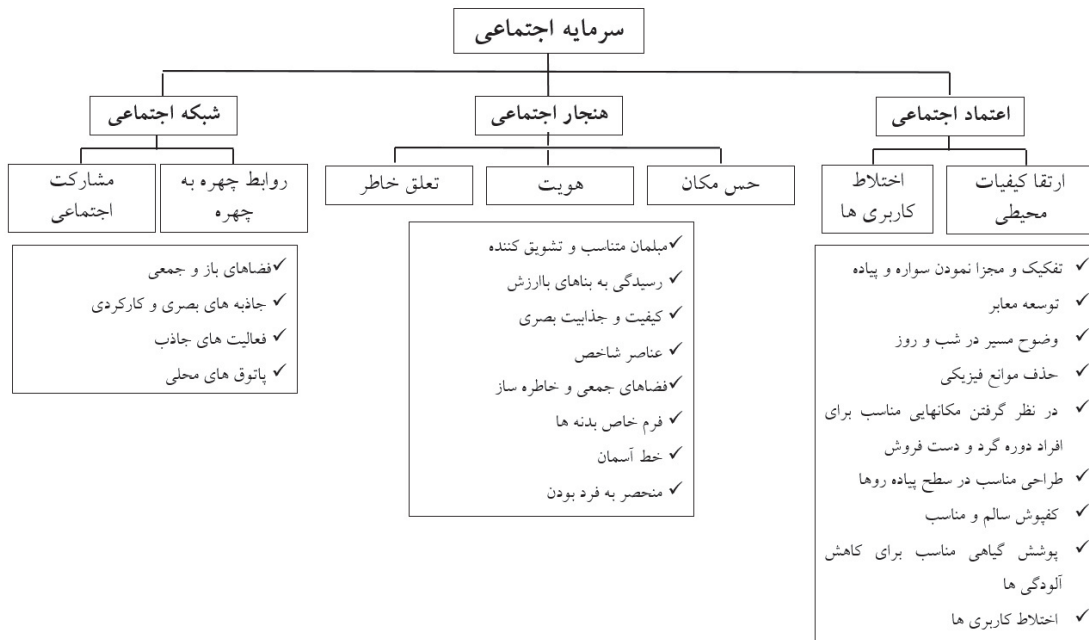 سرمایه اجتماعی
اعتماد اجتماعی
هنجار اجتماعی
شبکه اجتماعی
ارتقا کیفیات
محیطی
اختلاط
کاربری ها
حس مکان
هویت
تعلق خاطر
روابط چهره به
چهره
مشارکت
اجتماعی
✓ تفکیک و مجزا نمودن سواره و پیاده
✓ توسعه معابر
✓ وضوح مسیر در شب و روز
✓ حذف موانع فیزیکی
✓ در نظر گرفتن مکانهایی مناسب برای
افراد دوره گرد و دست فروش
✓ طراحی مناسب در سطح پیاده روها
✓ کفپوش سالم و مناسب
✓ پوشش گیاهی مناسب برای کاهش
آلودگی ها
✓ اختلاط کاربری ها
✓مبلمان متناسب و تشویق کننده
✓ رسیدگی به بناهای باارزش
✓ کیفیت و جذابیت بصری
✓ عناصر شاخص
✓فضاهای جمعی و خاطره ساز
✓ فرم خاص بدنه ها
✓ خط آسمان
✓ منحصر به فرد بودن
✓فضاهای باز و جمعی
✓ جاذبه های بصری و کارکردی
✓ فعالیت های جاذب
✓ پاتوق های محلی